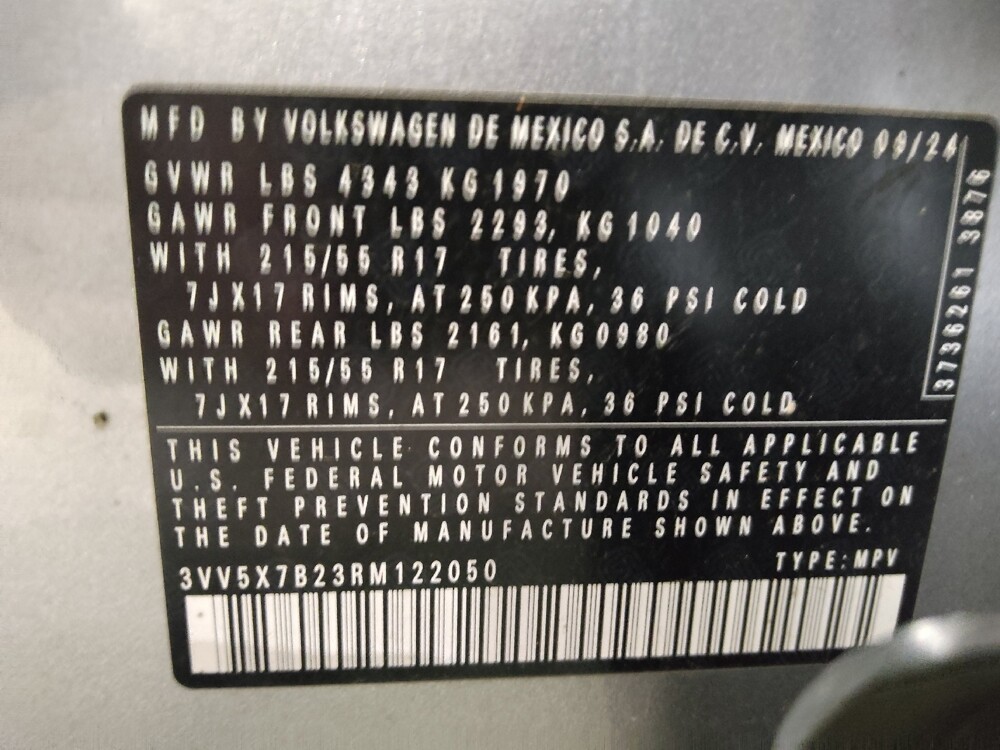 MFD BY VOLKSWAGEN DE MEXICO S.A. DE C.V. MEXICO 09/24
GVWR LBS 4343 KG 1970
GAWR FRONT LBS 2293, KG 1040
WITH 215/55 R17 TIRES,
7JX17 RIMS, AT 250 KPA, 36 PSI COLD
GAWR REAR LBS 2161, KG 0980
WITH 215/55 R17 TIRES,
7JX17 RIMS, AT 250 KPA, 36 PSI COLD
3736261 3876
THIS VEHICLE CONFORMS TO ALL APPLICABLE
U.S. FEDERAL MOTOR VEHICLE SAFETY AND
THEFT PREVENTION STANDARDS IN EFFECT ON
THE DATE OF MANUFACTURE SHOWN ABOVE.
3VV5X7B23RM122050 TYPE: MPV